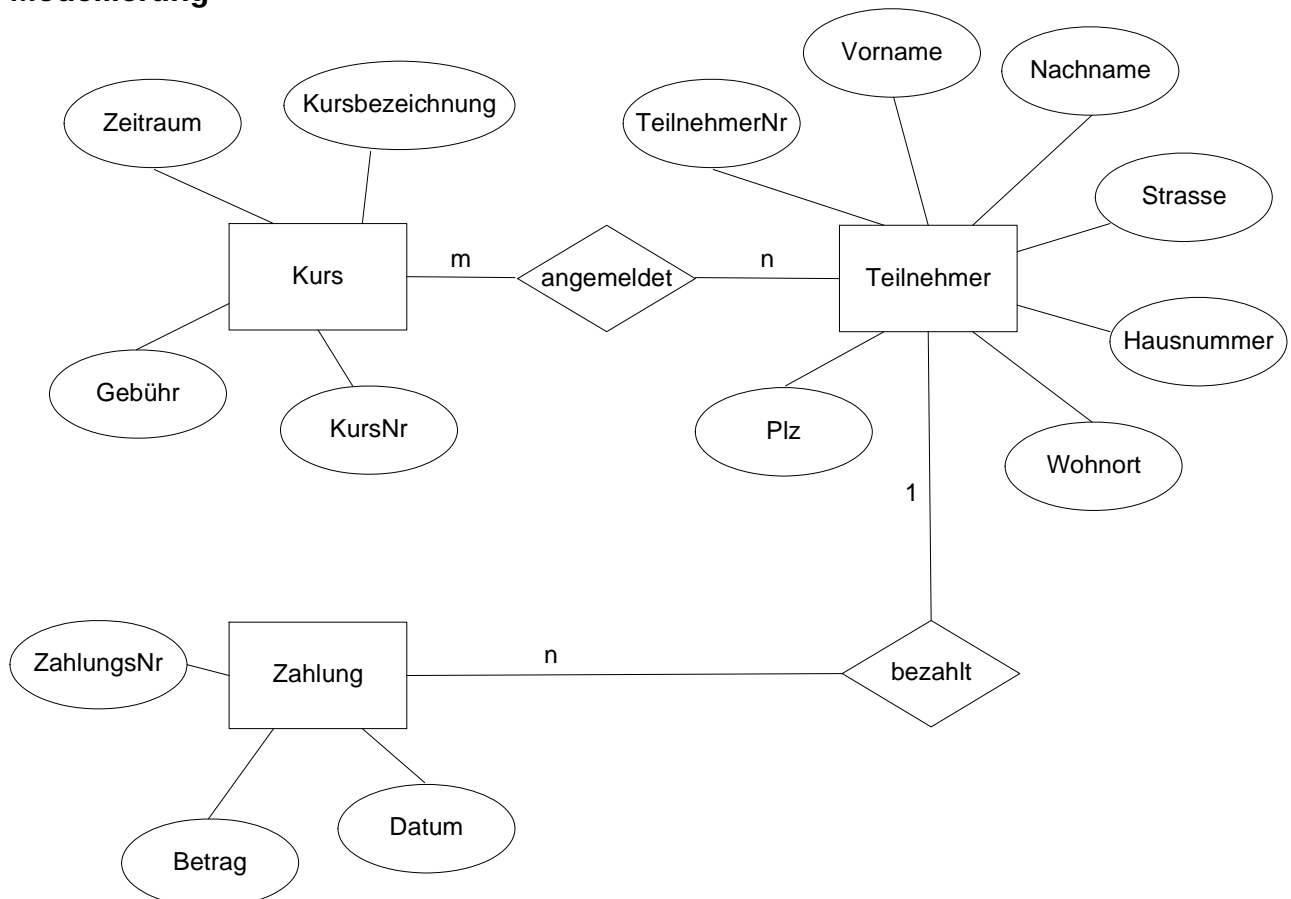 Modellierung
Vorname
Nachname
Kursbezeichnung
Zeitraum
TeilnehmerNr
Strasse
m
n
Kurs
angemeldet
Teilnehmer
Hausnummer
Gebühr
KursNr
Plz
Wohnort
1
n
ZahlungsNr
Zahlung
bezahlt
Datum
Betrag